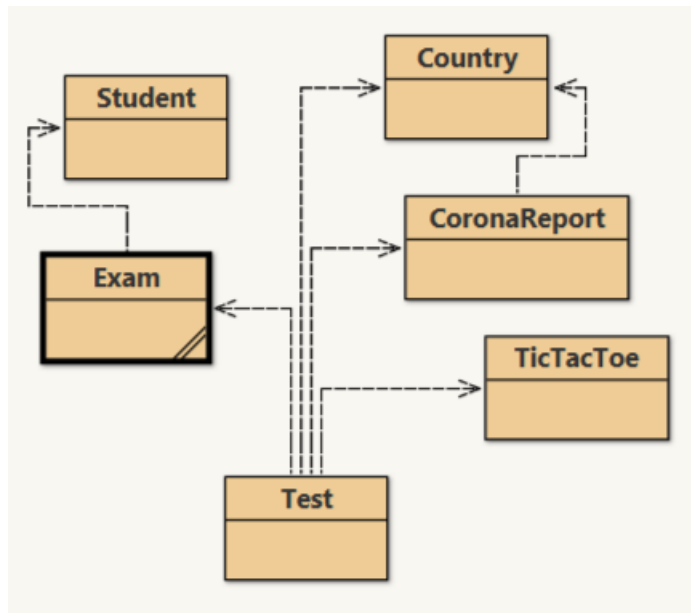 Country
Student
CoronaReport
Exam
TicTacToe
Test